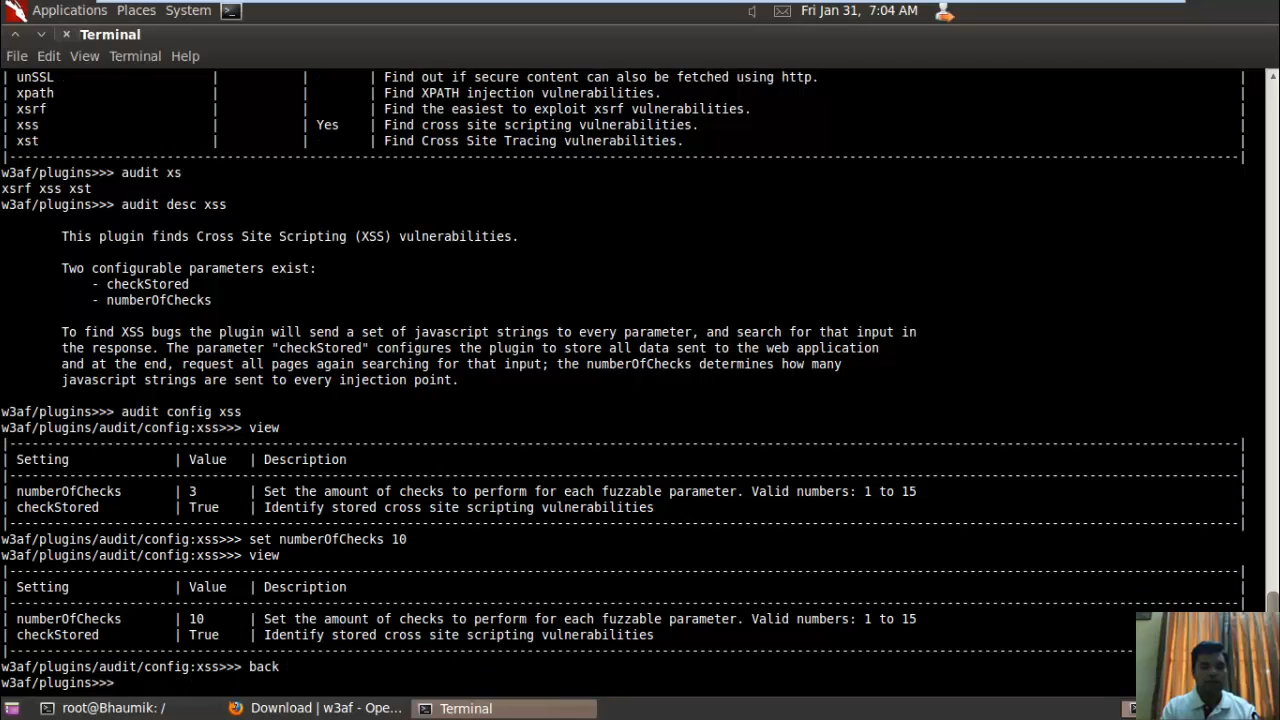 Applications Places System Fri Jan 31, 7:04 AM
Terminal
File Edit View Terminal Help
| unSSL | | | Find out if secure content can also be fetched using http. |
| xpath | | | Find XPATH injection vulnerabilities. |
| xsrf | | | Find the easiest to exploit xsrf vulnerabilities. |
| xss | | Yes | Find cross site scripting vulnerabilities. |
| xst | | | Find Cross Site Tracing vulnerabilities. |
w3af/plugins>>> audit xs
xsrf xss xst
w3af/plugins>>> audit desc xss
This plugin finds Cross Site Scripting (XSS) vulnerabilities.
Two configurable parameters exist:
- checkStored
- numberOfChecks
To find XSS bugs the plugin will send a set of javascript strings to every parameter, and search for that input in
the response. The parameter "checkStored" configures the plugin to store all data sent to the web application
and at the end, request all pages again searching for that input; the numberOfChecks determines how many
javascript strings are sent to every injection point.
w3af/plugins>>> audit config xss
w3af/plugins/audit/config:xss>>> view
| Setting | Value | Description |
| numberOfChecks | 3 | Set the amount of checks to perform for each fuzzable parameter. Valid numbers: 1 to 15 |
| checkStored | True | Identify stored cross site scripting vulnerabilities |
w3af/plugins/audit/config:xss>>> set numberOfChecks 10
w3af/plugins/audit/config:xss>>> view
| Setting | Value | Description |
| numberOfChecks | 10 | Set the amount of checks to perform for each fuzzable parameter. Valid numbers: 1 to 15
| checkStored | True | Identify stored cross site scripting vulnerabilities
w3af/plugins/audit/config:xss>>> back
w3af/plugins>>>
root@Bhaumik: / Download | w3af - Ope... Terminal